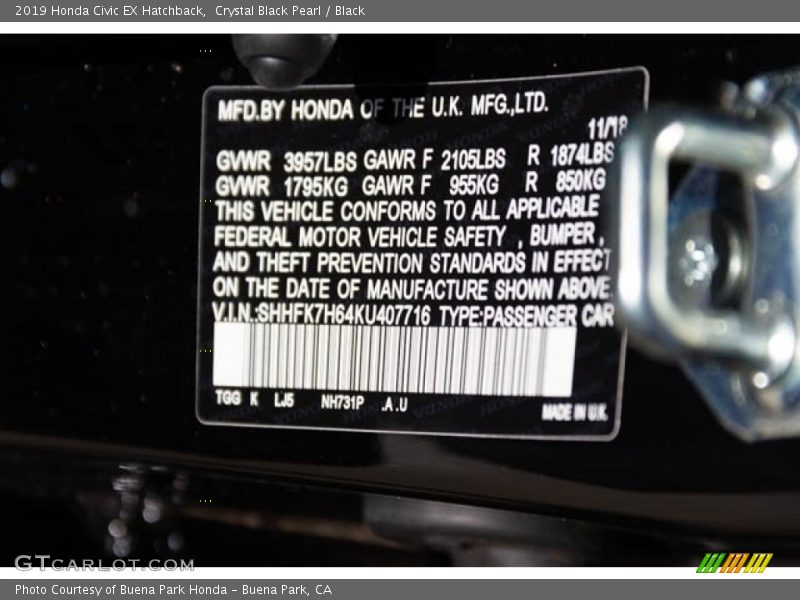 2019 Honda Civic EX Hatchback,  Crystal Black Pearl / Black
MFD.BY HONDA OF THE U.K. MFG.,LTD.
11/18
GVWR 3957LBS GAWR F 2105LBS R 1874LBS
GVWR 1795KG GAWR F 955KG R 850KG
THIS VEHICLE CONFORMS TO ALL APPLICABLE
FEDERAL MOTOR VEHICLE SAFETY , BUMPER ,
AND THEFT PREVENTION STANDARDS IN EFFECT
ON THE DATE OF MANUFACTURE SHOWN ABOVE.
V.I.N.:SHHFK7H64KU407716 TYPE:PASSENGER CAR
TGG K LJ5 NH731P .A.U
MADE IN U.K.
GTCARLOT.COM
Photo Courtesy of Buena Park Honda – Buena Park, CA